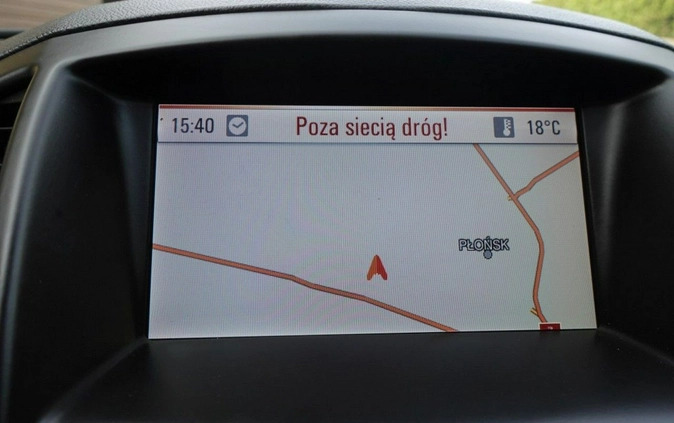 15:40 Poza siecią dróg! 18°C
PŁOŃSK